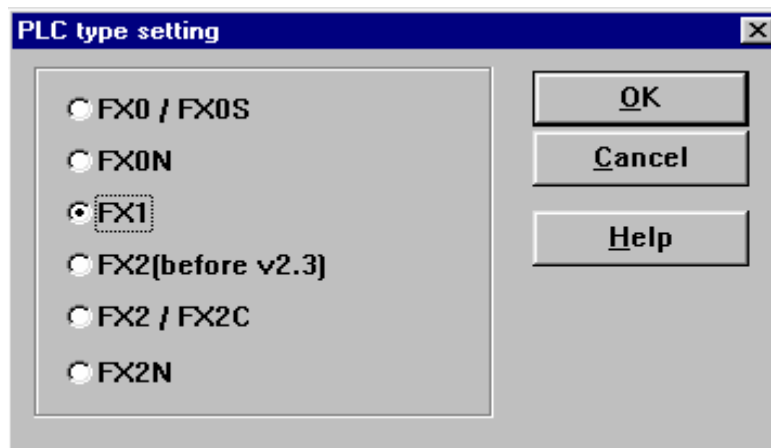 PLC type setting
FX0 / FX0S
FX0N
FX1
FX2(before v2.3)
FX2 / FX2C
FX2N
OK
Cancel
Help